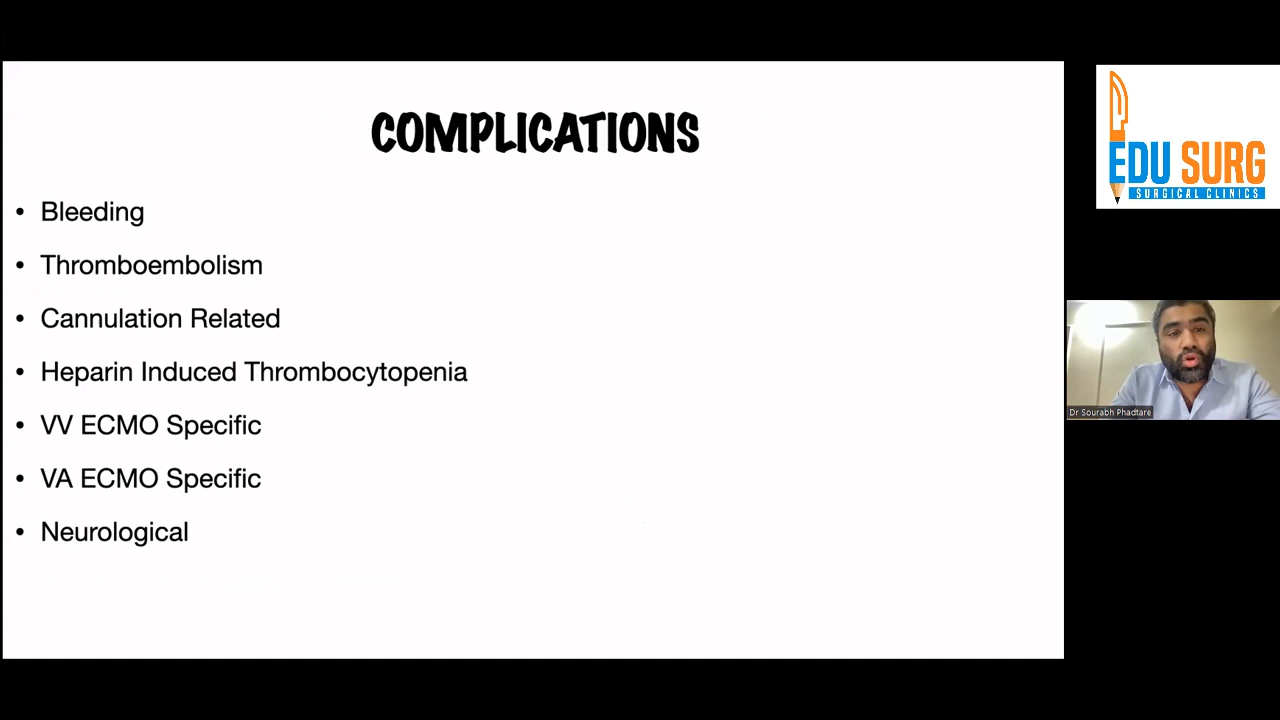 COMPLICATIONS
• Bleeding
• Thromboembolism
• Cannulation Related
• Heparin Induced Thrombocytopenia
• VV ECMO Specific
• VA ECMO Specific
• Neurological
EDU SURG
SURGICAL CLINICS
Dr Sourabh Phadtare